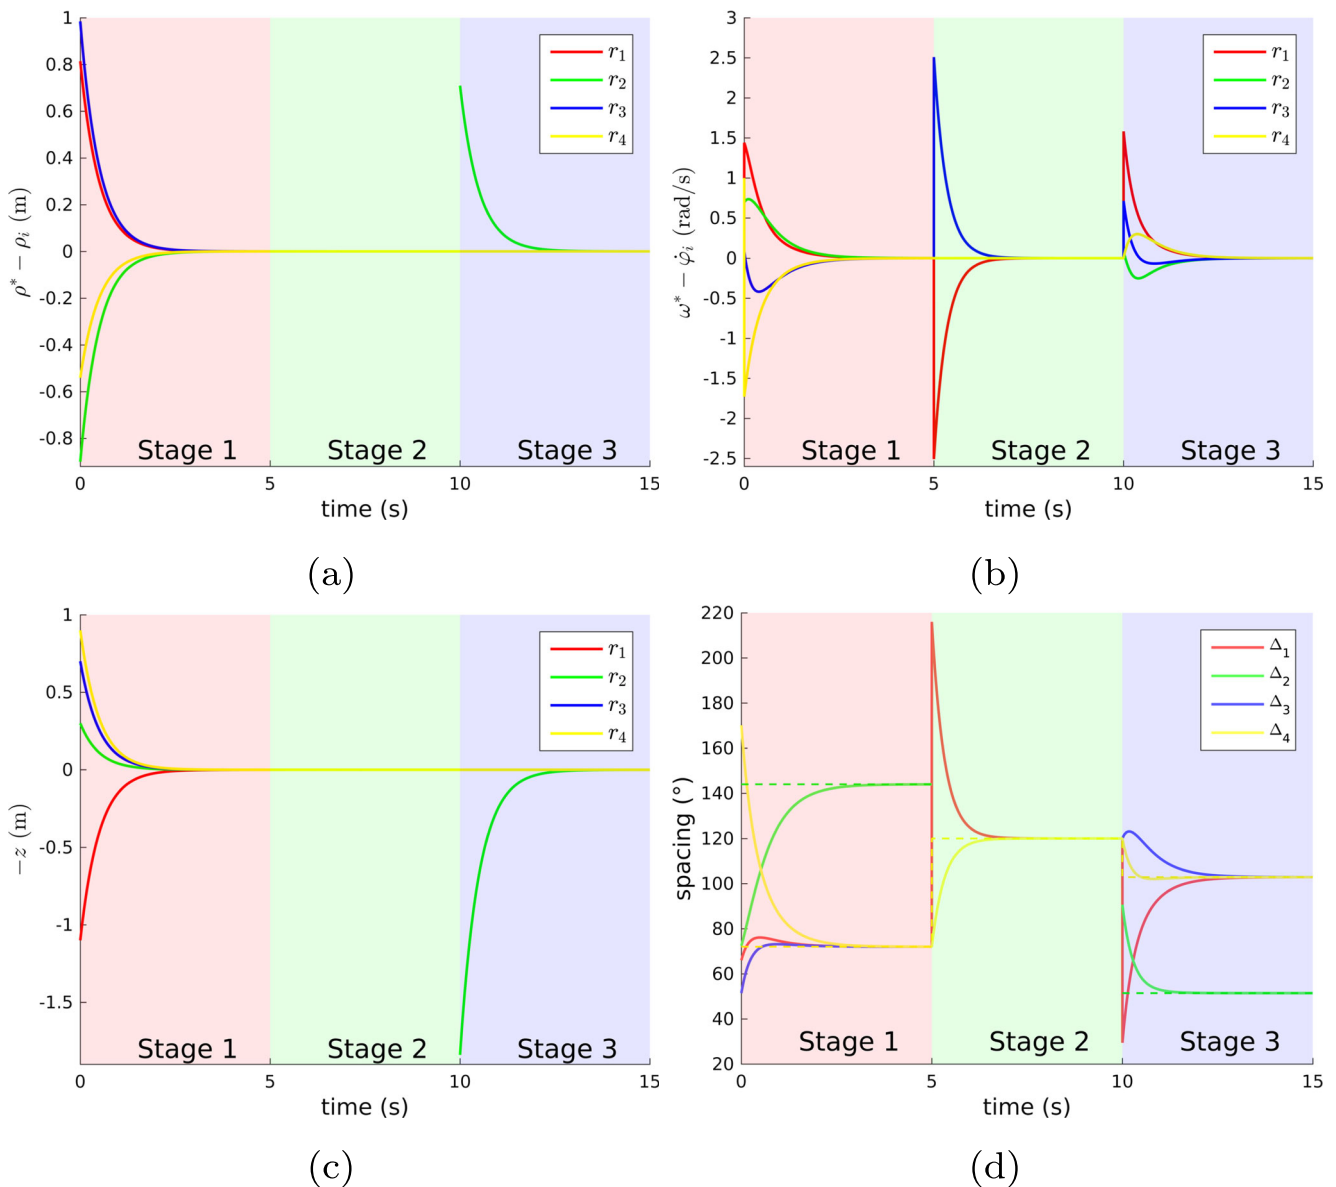 1
0.8
0.6
0.4
0.2
0
-0.2
-0.4
-0.6
-0.8
ρ* − ρᵢ (m)
r₁
r₂
r₃
r₄
Stage 1
Stage 2
Stage 3
0
5
10
15
time (s)
(a)
3
2.5
2
1.5
1
0.5
0
-0.5
-1
-1.5
-2
-2.5
ω* − φ̇ᵢ (rad/s)
r₁
r₂
r₃
r₄
Stage 1
Stage 2
Stage 3
0
5
10
15
time (s)
(b)
1
0.5
0
-0.5
-1
-1.5
−z (m)
r₁
r₂
r₃
r₄
Stage 1
Stage 2
Stage 3
0
5
10
15
time (s)
(c)
220
200
180
160
140
120
100
80
60
40
20
spacing (°)
Δ₁
Δ₂
Δ₃
Δ₄
Stage 1
Stage 2
Stage 3
0
5
10
15
time (s)
(d)